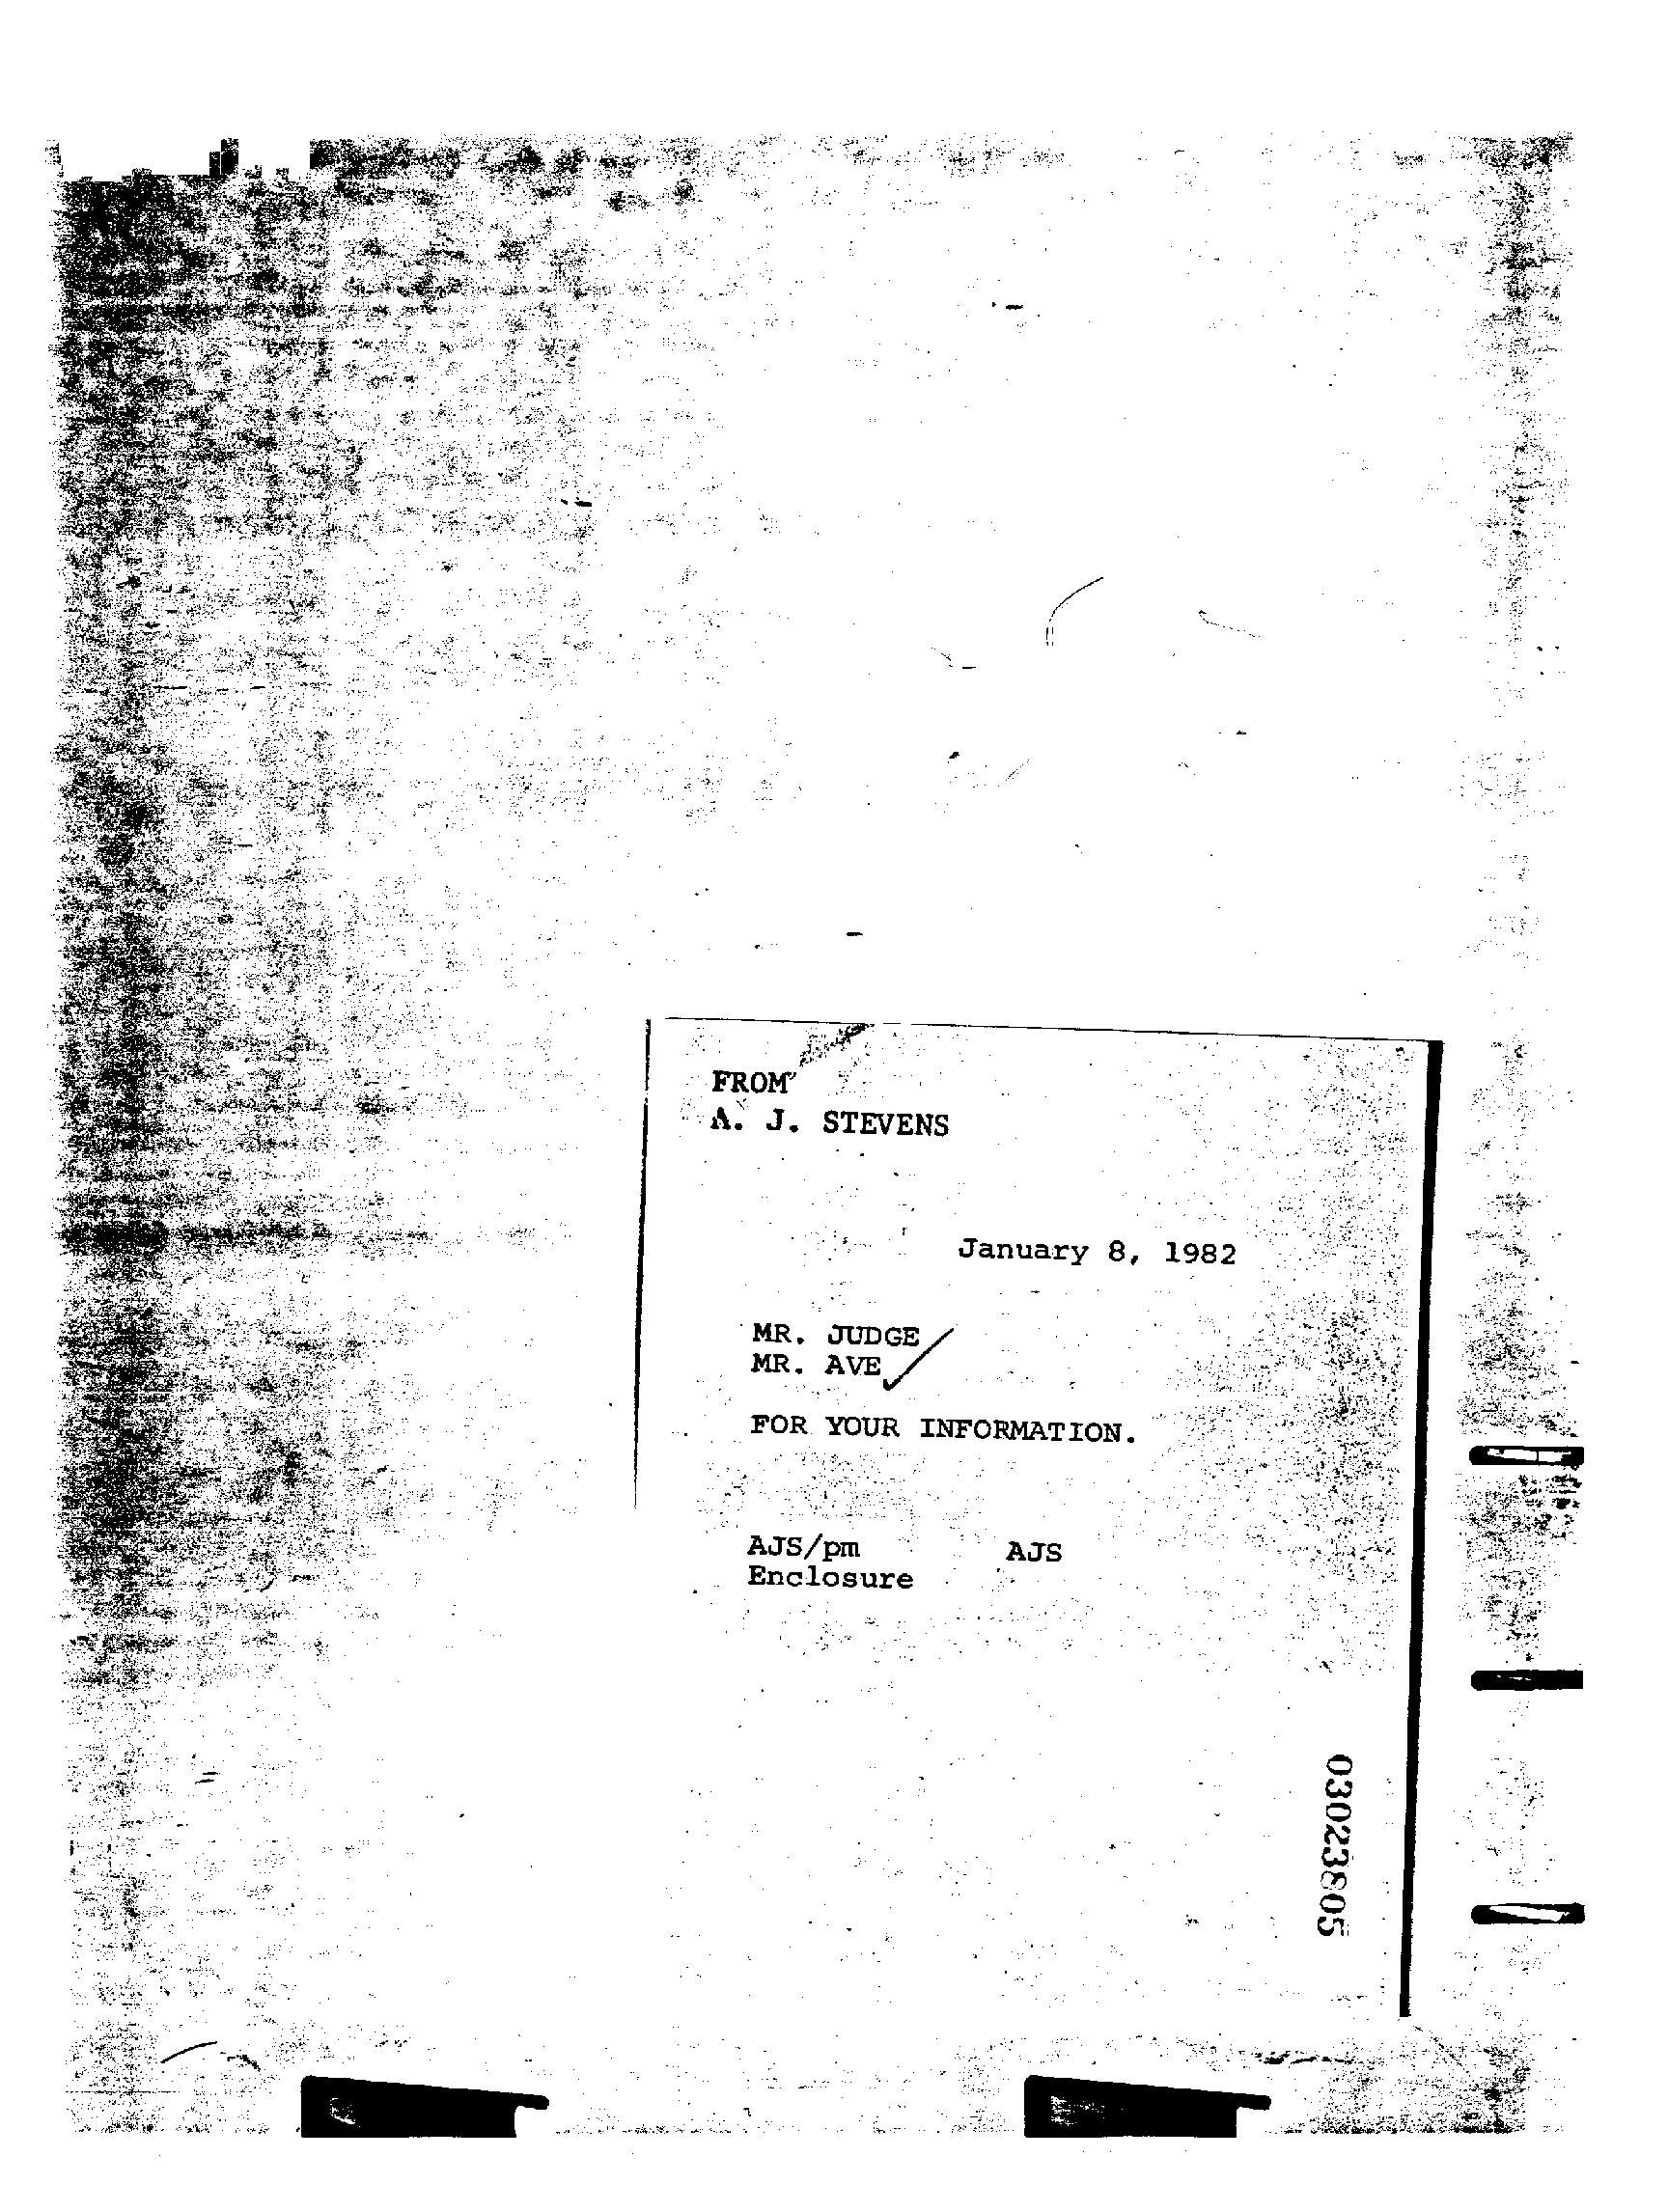 FROM
A. J. STEVENS
January 8, 1982
MR. JUDGE
MR. AVE
FOR YOUR INFORMATION.
AJS/pm AJS
Enclosure
03023805